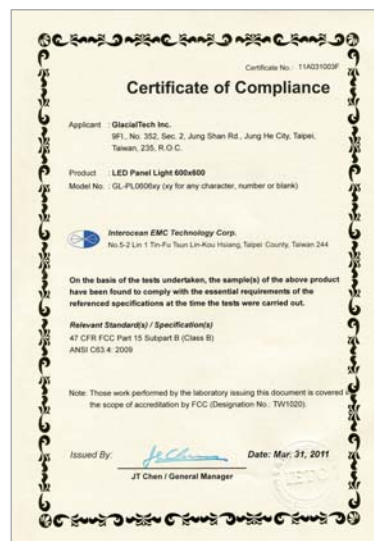 Certificate No.: 11A031003F
Certificate of Compliance
Applicant : GlacialTech Inc.
9Fl., No. 352, Sec. 2, Jung Shan Rd., Jung He City, Taipei,
Taiwan, 235, R.O.C.
Product : LED Panel Light 600x600
Model No. : GL-PL0606xy (xy for any character, number or blank)
Interocean EMC Technology Corp.
No.5-2 Lin 1 Tin-Fu Tsun Lin-Kou Hsiang, Taipei County, Taiwan 244
On the basis of the tests undertaken, the sample(s) of the above product
have been found to comply with the essential requirements of the
referenced specifications at the time the tests were carried out.
Relevant Standard(s) / Specification(s)
47 CFR FCC Part 15 Subpart B (Class B)
ANSI C63.4: 2009
Note: Those work performed by the laboratory issuing this document is covered in
the scope of accreditation by FCC (Designation No.: TW1020).
Issued By: JT Chen Date: Mar. 31, 2011
IETC
JT Chen / General Manager